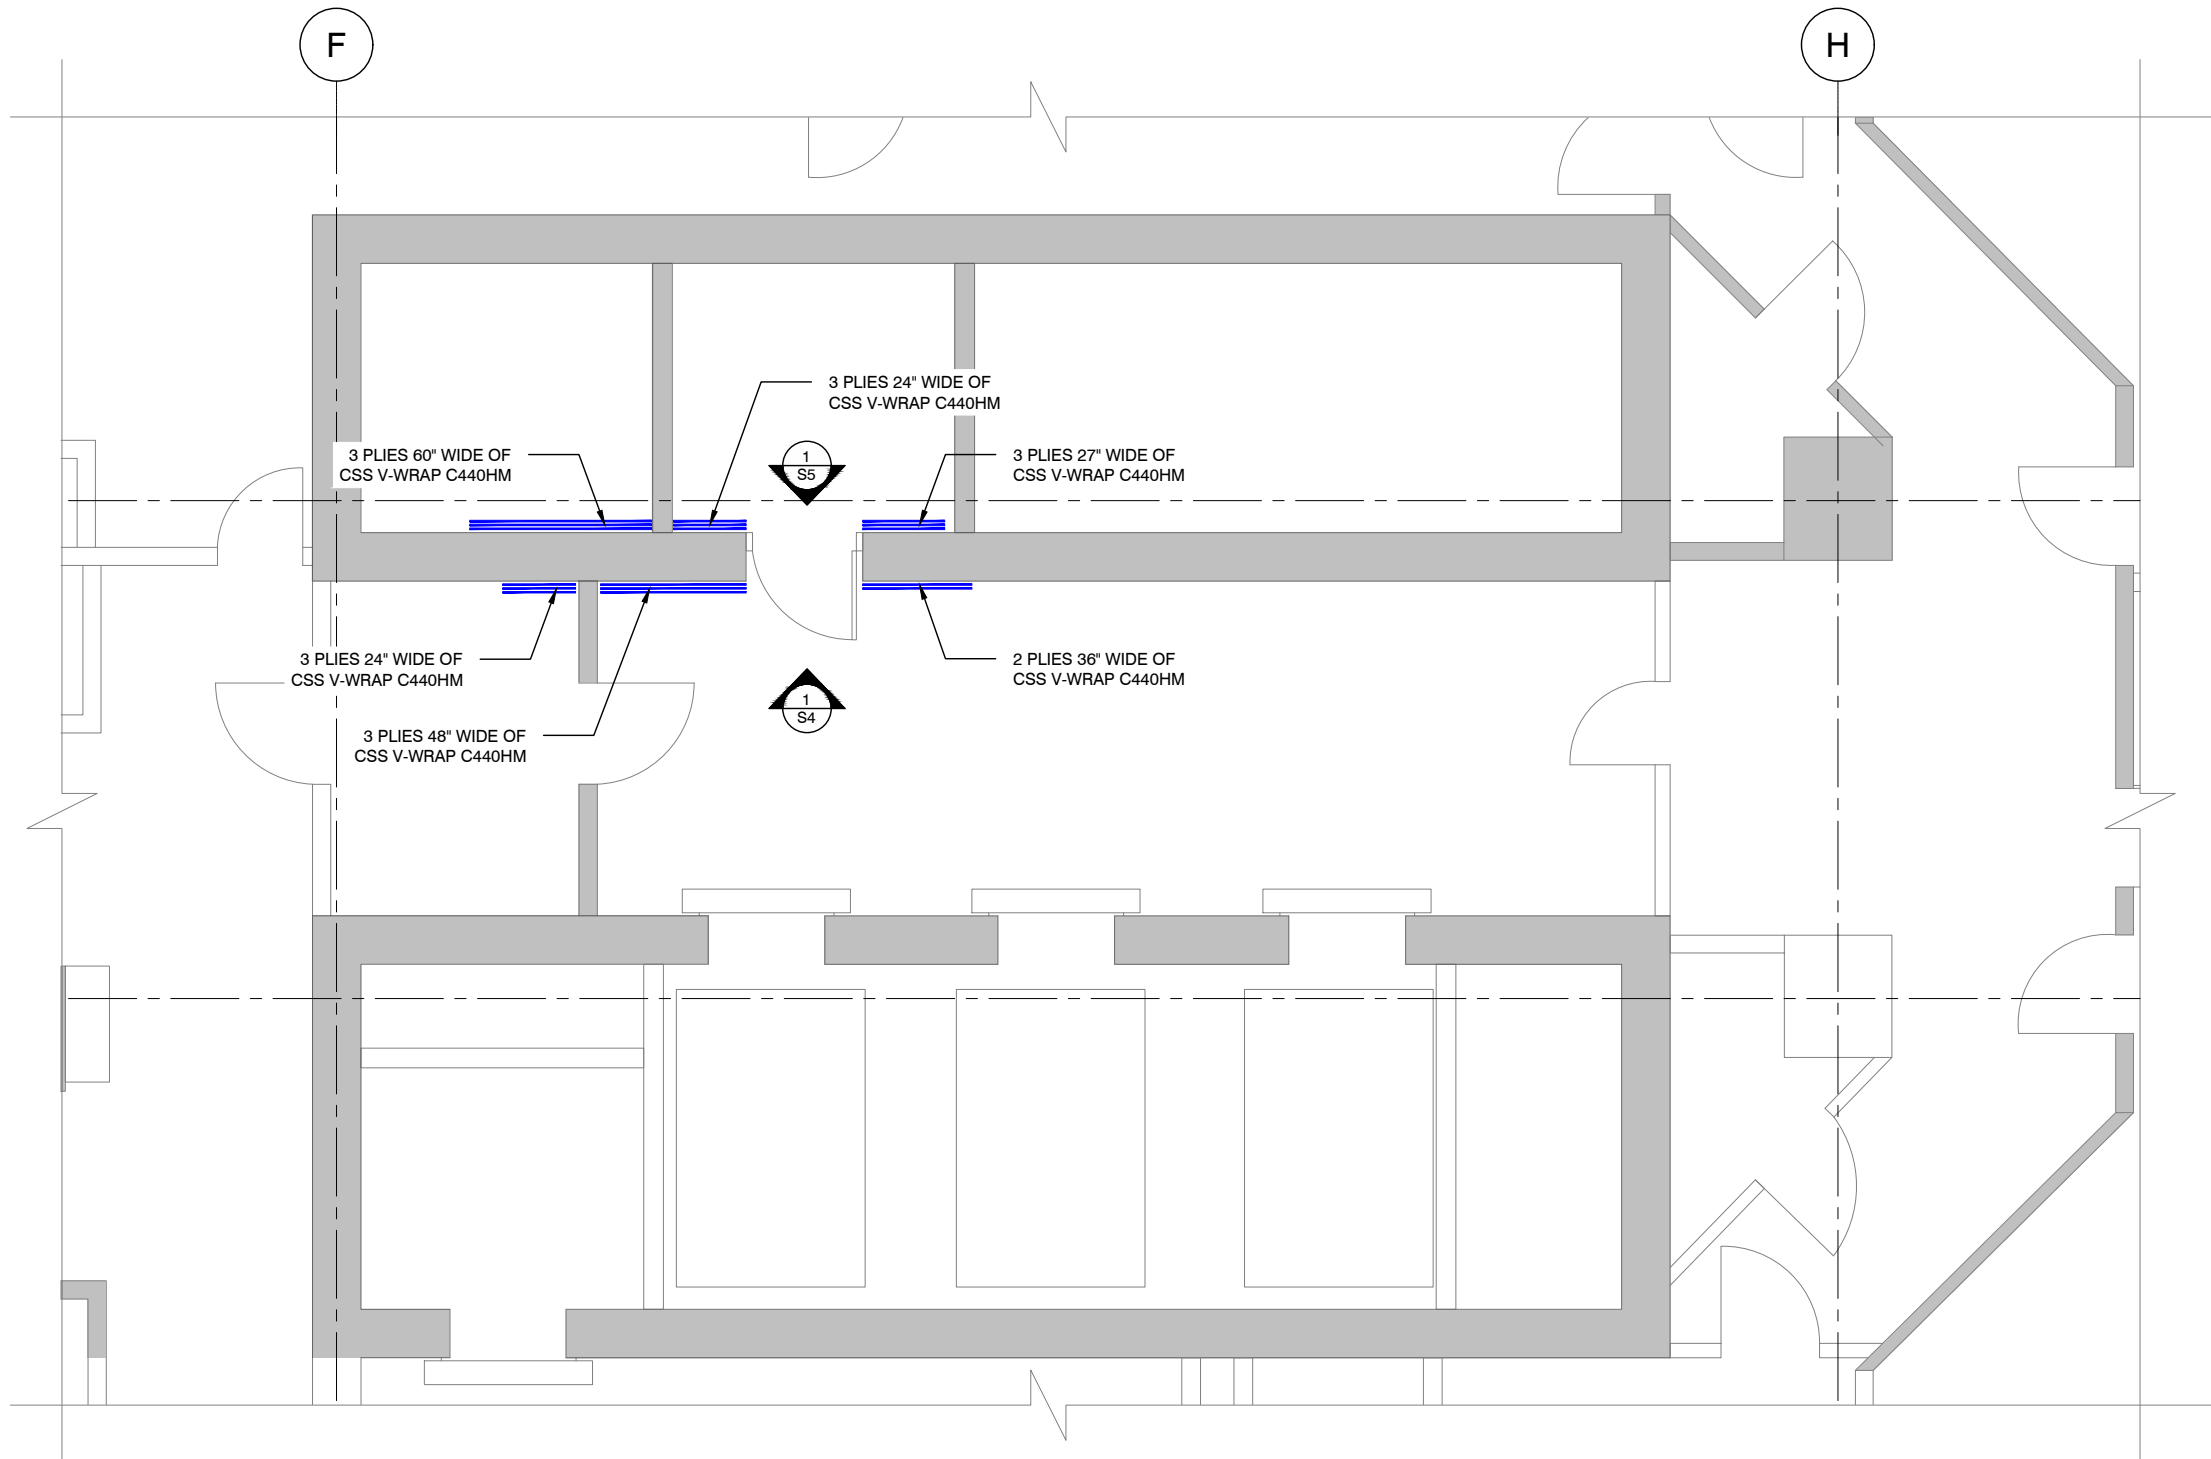 F
H
3 PLIES 24" WIDE OF
CSS V-WRAP C440HM
3 PLIES 60" WIDE OF
CSS V-WRAP C440HM
1
S5
3 PLIES 27" WIDE OF
CSS V-WRAP C440HM
3 PLIES 24" WIDE OF
CSS V-WRAP C440HM
2 PLIES 36" WIDE OF
CSS V-WRAP C440HM
1
S4
3 PLIES 48" WIDE OF
CSS V-WRAP C440HM